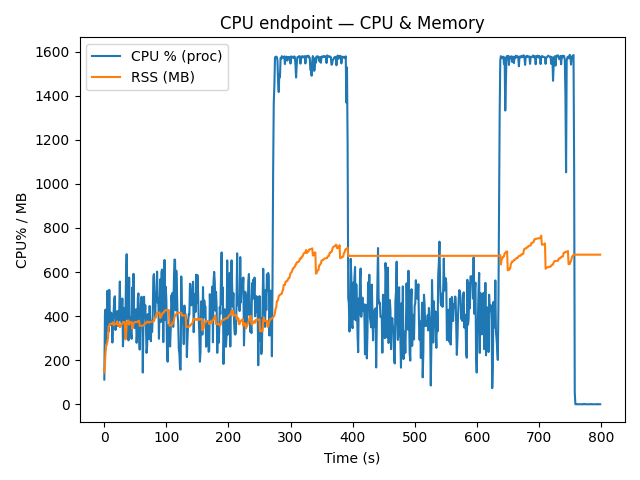 CPU endpoint — CPU & Memory
CPU % (proc)
RSS (MB)
CPU% / MB
1600
1400
1200
1000
800
600
400
200
0
0 100 200 300 400 500 600 700 800
Time (s)